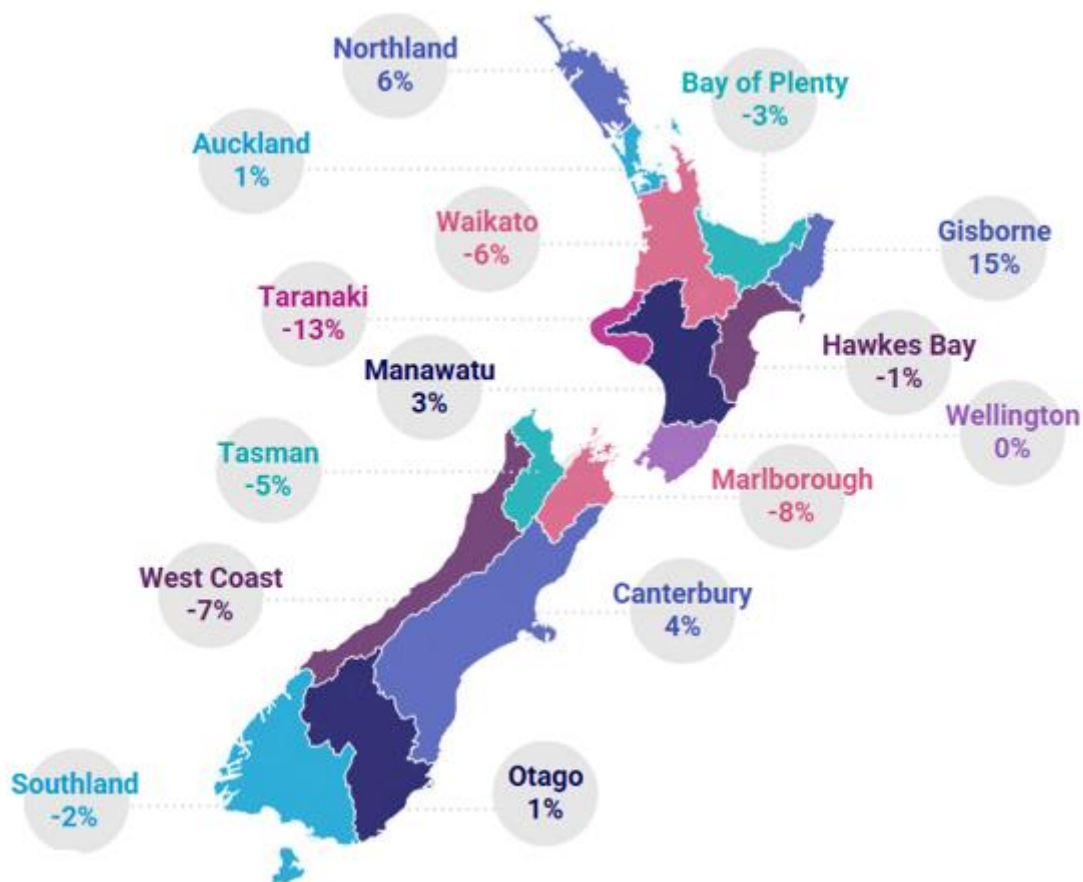 Northland
6%
Bay of Plenty
-3%
Auckland
1%
Waikato
-6%
Gisborne
15%
Taranaki
-13%
Hawkes Bay
-1%
Manawatu
3%
Wellington
0%
Tasman
-5%
Marlborough
-8%
West Coast
-7%
Canterbury
4%
Southland
-2%
Otago
1%